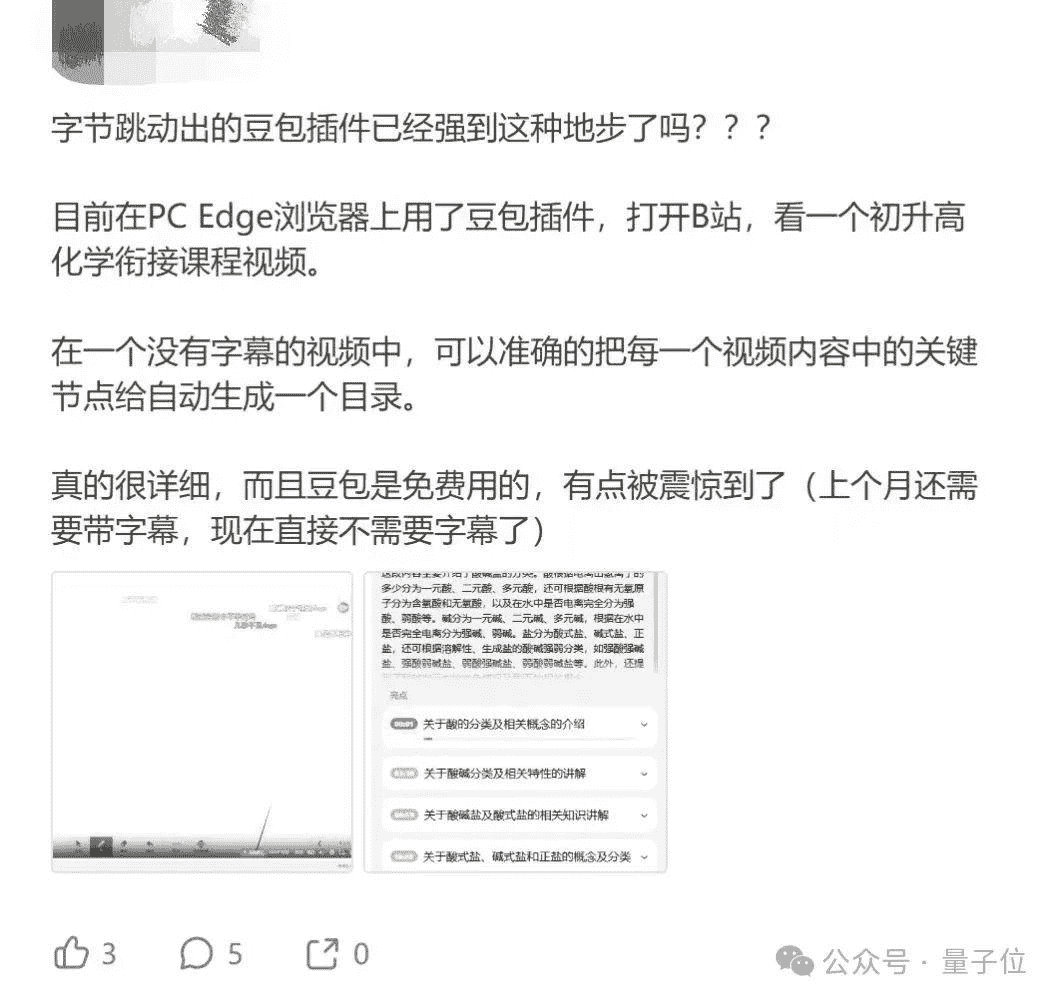 字节跳动出的豆包插件已经强到这种地步了吗？？？
目前在PC Edge浏览器上用了豆包插件，打开B站，看一个初升高
化学衔接课程视频。
在一个没有字幕的视频中，可以准确的把每一个视频内容中的关键
节点给自动生成一个目录。
真的很详细，而且豆包是免费用的，有点被震惊到了（上个月还需
要带字幕，现在直接不需要字幕了）
多少分为一元酸、二元酸、多元酸，还可根据酸根有无氧原
子分为含氧酸和无氧酸，以及在水中是否电离完全分为强
酸、弱酸等。碱分为一元碱、二元碱、多元碱，根据在水中
是否完全电离分为强碱、弱碱。盐分为酸式盐、碱式盐、正
盐，还可根据溶解性、生成盐的酸碱强弱分类，如强酸强碱
盐、强酸弱碱盐、弱酸强碱盐、弱酸弱碱盐等。此外，还提
亮点
关于酸的分类及相关概念的介绍
关于酸碱分类及相关特性的讲解
关于酸碱盐及酸式盐的相关知识讲解
关于酸式盐、碱式盐和正盐的概念及分类
3 5 0
公众号 · 量子位